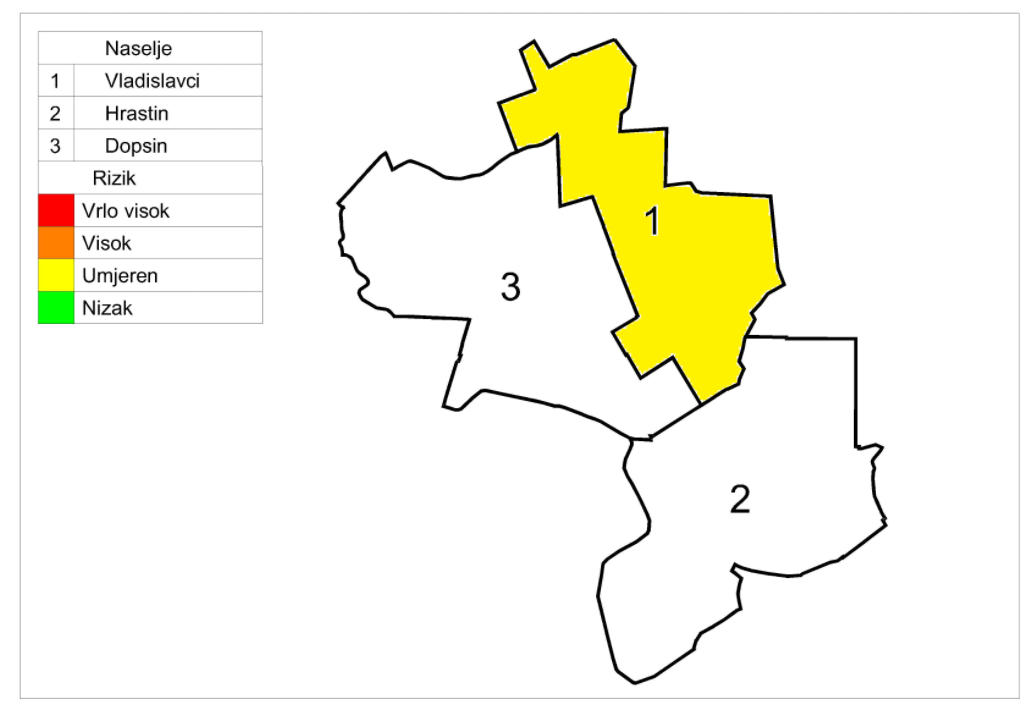 Naselje
1 Vladislavci
2 Hrastin
3 Dopsin
Rizik
Vrlo visok
Visok
Umjeren
Nizak
1
3
2